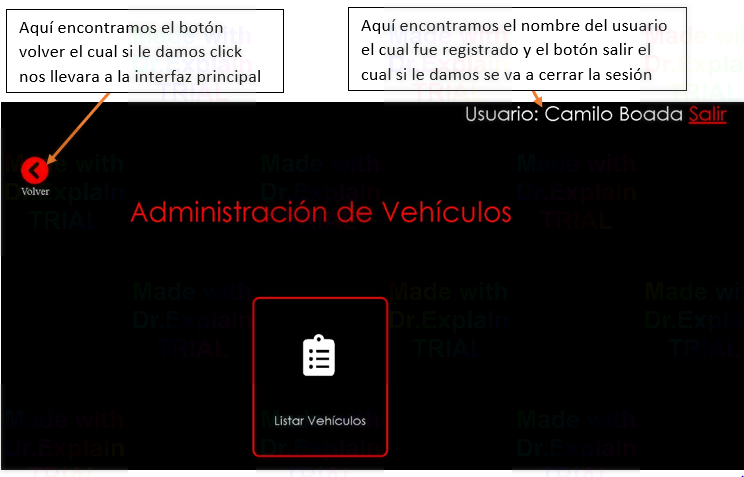 Aquí encontramos el botón
volver el cual si le damos click
nos llevara a la interfaz principal
Aquí encontramos el nombre del usuario
el cual fue registrado y el botón salir el
cual si le damos se va a cerrar la sesión
Usuario: Camilo Boada Salir
Volver
Administración de Vehículos
Listar Vehículos
Made with
Dr.Explain
TRIAL